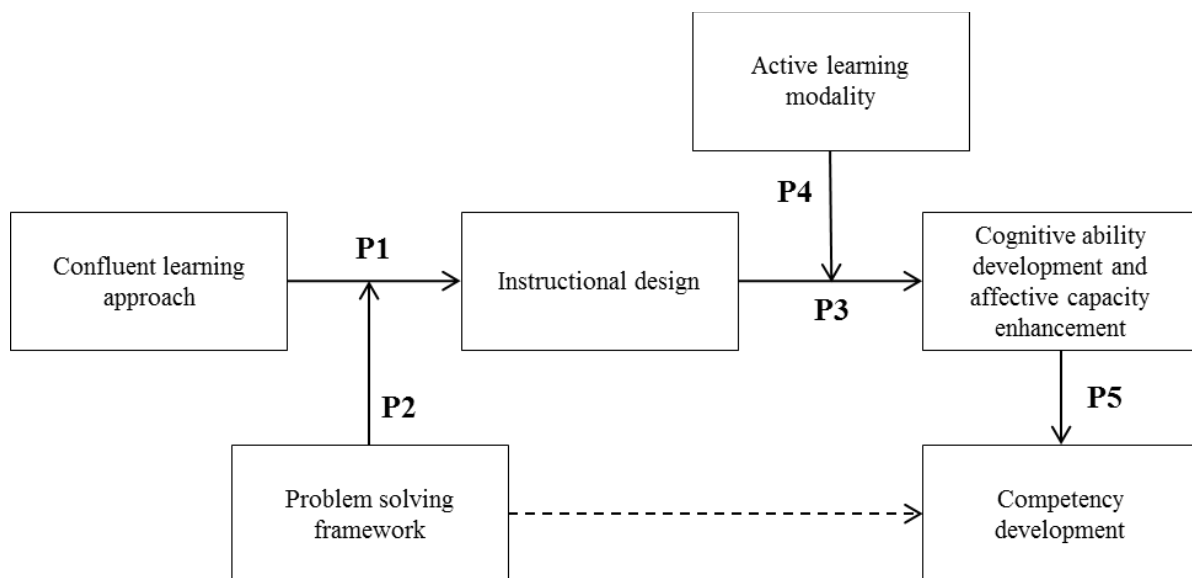 Active learning
modality
P4
Confluent learning
approach
P1
Instructional design
P3
Cognitive ability
development and
affective capacity
enhancement
P2
P5
Problem solving
framework
Competency
development